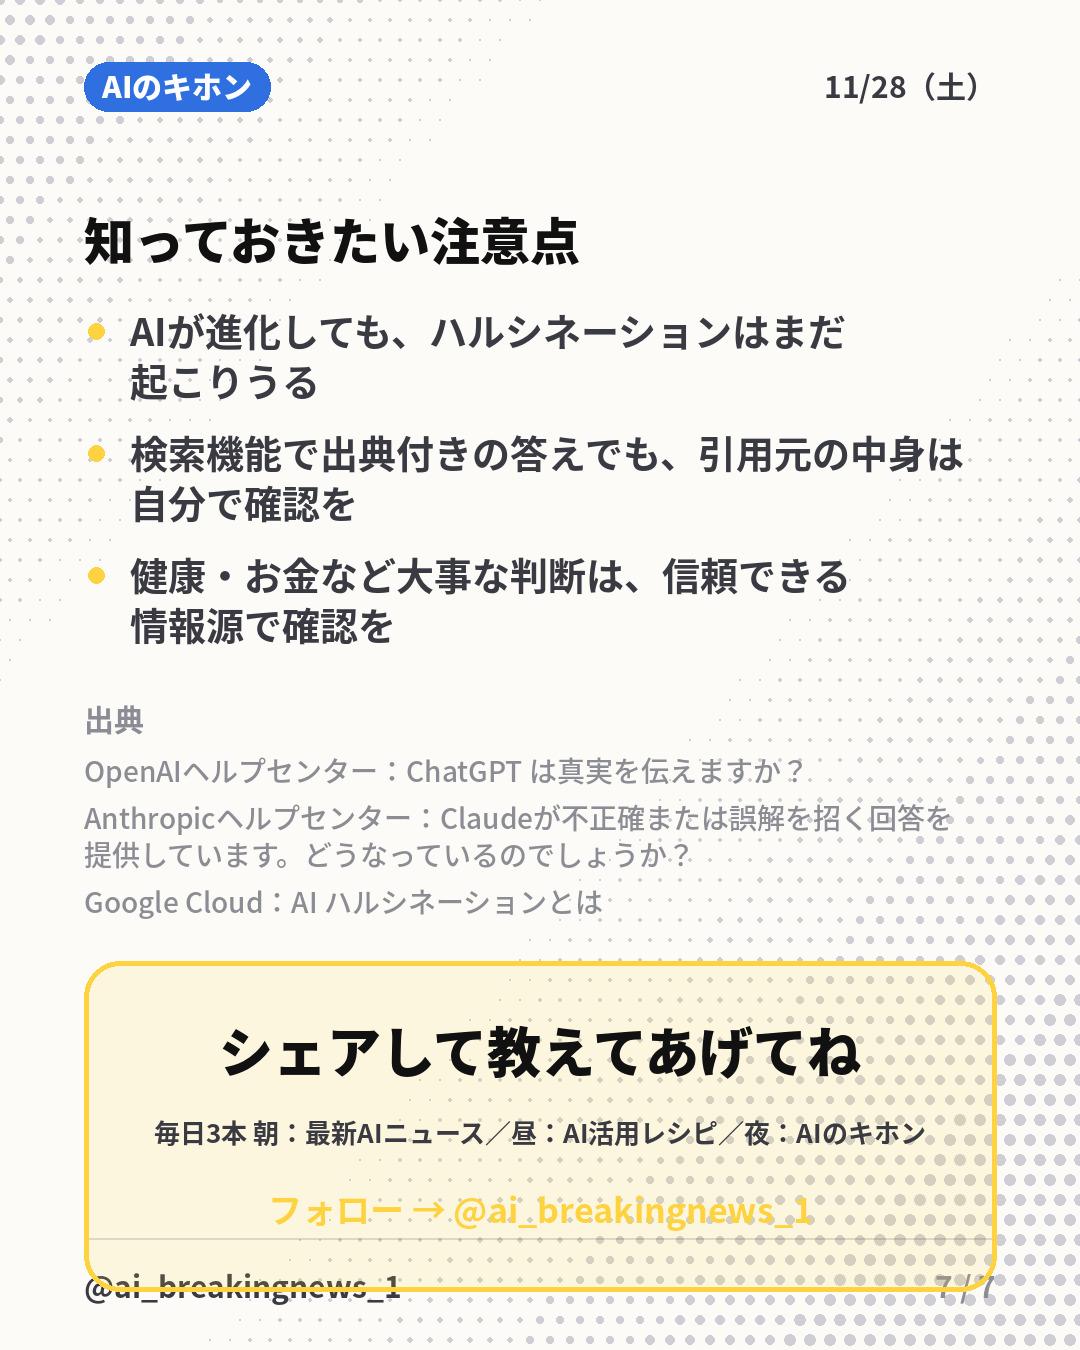 AIのキホン
11/28（土）
知っておきたい注意点
AIが進化しても、ハルシネーションはまだ
起こりうる
検索機能で出典付きの答えでも、引用元の中身は
自分で確認を
健康・お金など大事な判断は、信頼できる
情報源で確認を
出典
OpenAIヘルプセンター：ChatGPT は真実を伝えますか？
Anthropicヘルプセンター：Claudeが不正確または誤解を招く回答を
提供しています。どうなっているのでしょうか？
Google Cloud：AI ハルシネーションとは
シェアして教えてあげてね
毎日3本 朝：最新AIニュース／昼：AI活用レシピ／夜：AIのキホン
フォロー → @ai_breakingnews_1
@ai_breakingnews_1
7 / 7